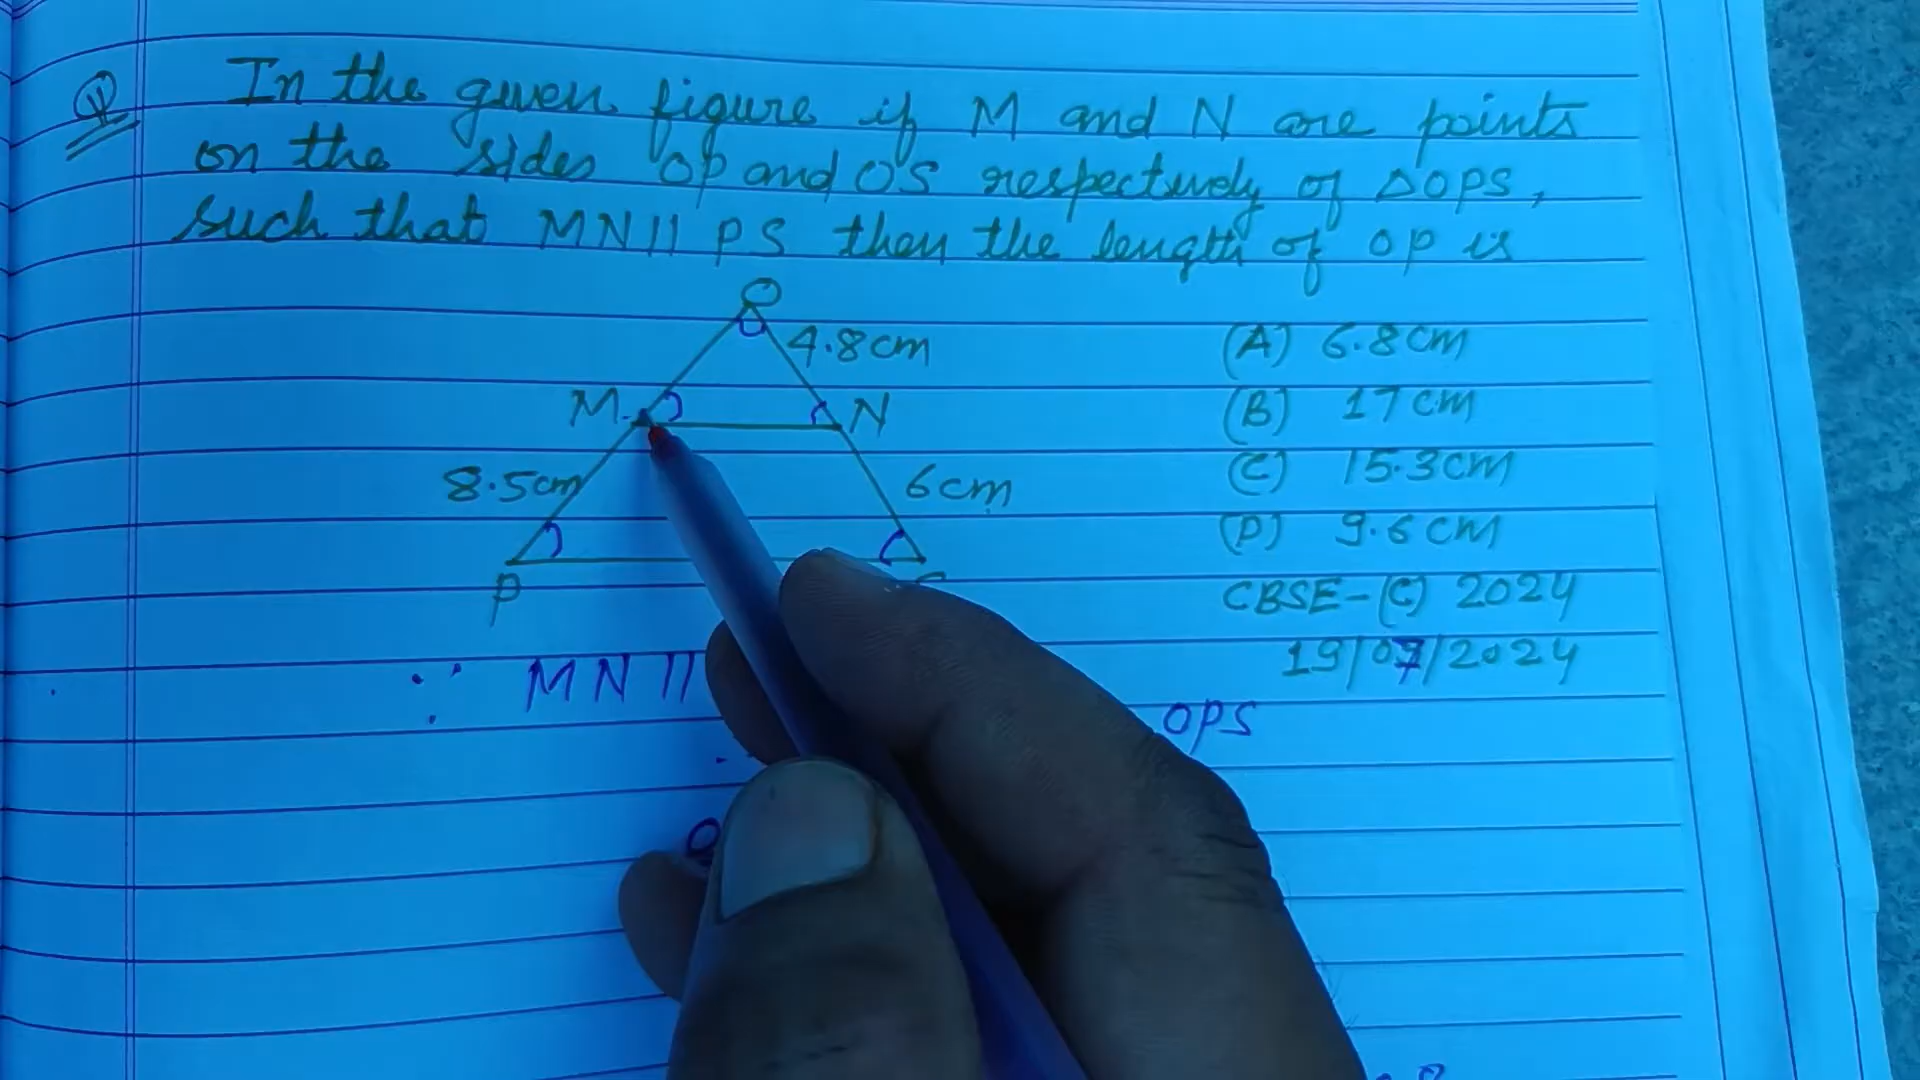 Q In the given figure if M and N are points
on the sides OP and OS respectively of ΔOPS,
such that MN || PS then the length of OP is
O
4.8cm
M
N
8.5cm
6cm
P
(A) 6.8cm
(B) 17cm
(C) 15.3cm
(D) 9.6cm
CBSE-(C) 2024
19/07/2024
∵ MN ||
OPS